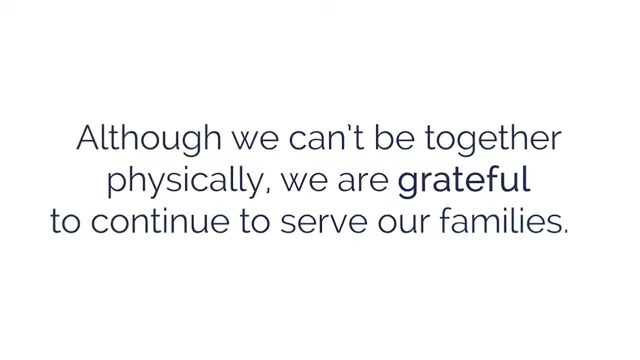 Although we can't be together
physically, we are grateful
to continue to serve our families.